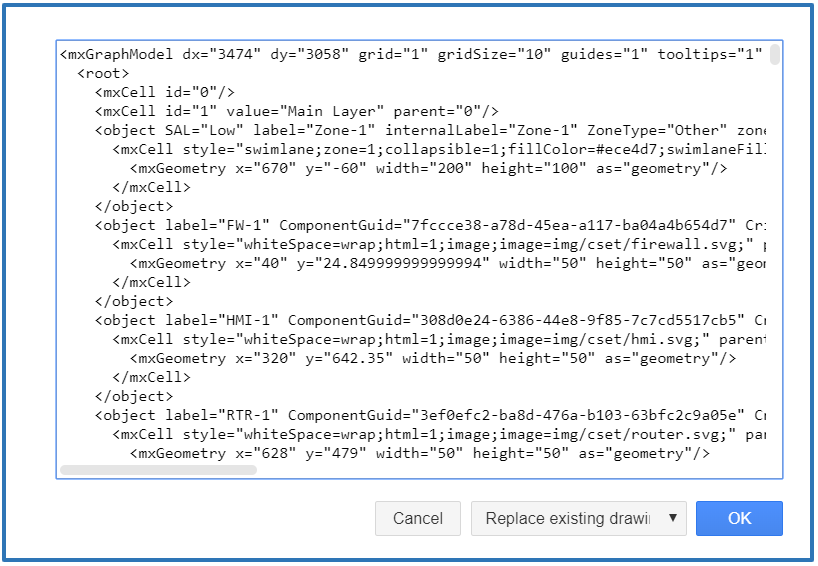 <mxGraphModel dx="3474" dy="3058" grid="1" gridSize="10" guides="1" tooltips="1"
<root>
<mxCell id="0"/>
<mxCell id="1" value="Main Layer" parent="0"/>
<object SAL="Low" label="Zone-1" internalLabel="Zone-1" ZoneType="Other" zone
<mxCell style="swimlane;zone=1;collapsible=1;fillColor=#ece4d7;swimlaneFil
<mxGeometry x="670" y="-60" width="200" height="100" as="geometry"/>
</mxCell>
</object>
<object label="FW-1" ComponentGuid="7fccce38-a78d-45ea-a117-ba04a4b654d7" Cri
<mxCell style="whiteSpace=wrap;html=1;image;image=img/cset/firewall.svg;" p
<mxGeometry x="40" y="24.849999999999994" width="50" height="50" as="geom
</mxCell>
</object>
<object label="HMI-1" ComponentGuid="308d0e24-6386-44e8-9f85-7c7cd5517cb5" Cr
<mxCell style="whiteSpace=wrap;html=1;image;image=img/cset/hmi.svg;" parent
<mxGeometry x="320" y="642.35" width="50" height="50" as="geometry"/>
</mxCell>
</object>
<object label="RTR-1" ComponentGuid="3ef0efc2-ba8d-476a-b103-63bfc2c9a05e" Cr
<mxCell style="whiteSpace=wrap;html=1;image;image=img/cset/router.svg;" par
<mxGeometry x="628" y="479" width="50" height="50" as="geometry"/>
Cancel
Replace existing drawi
OK